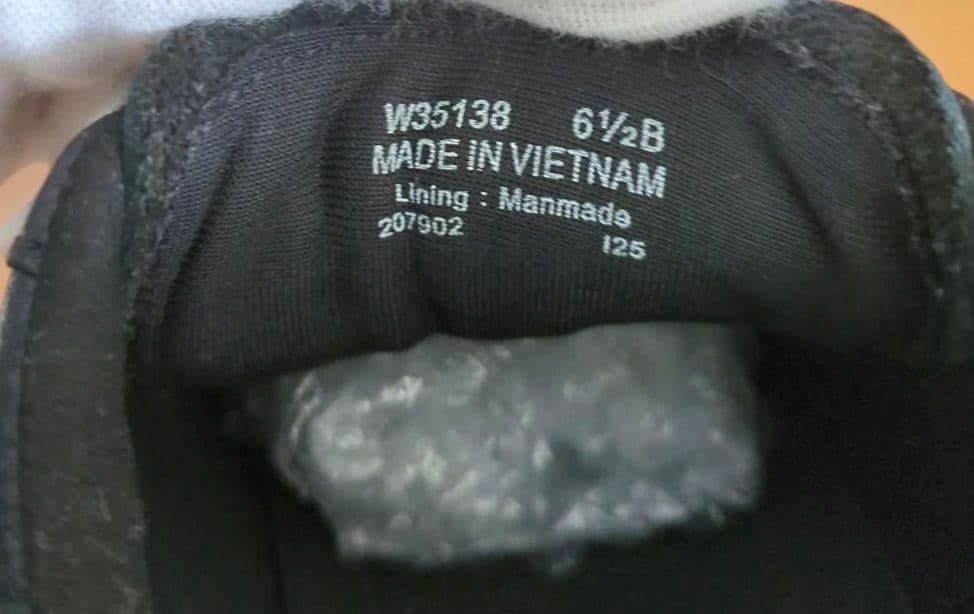 W35138 6½B
MADE IN VIETNAM
Lining : Manmade
207902 I25